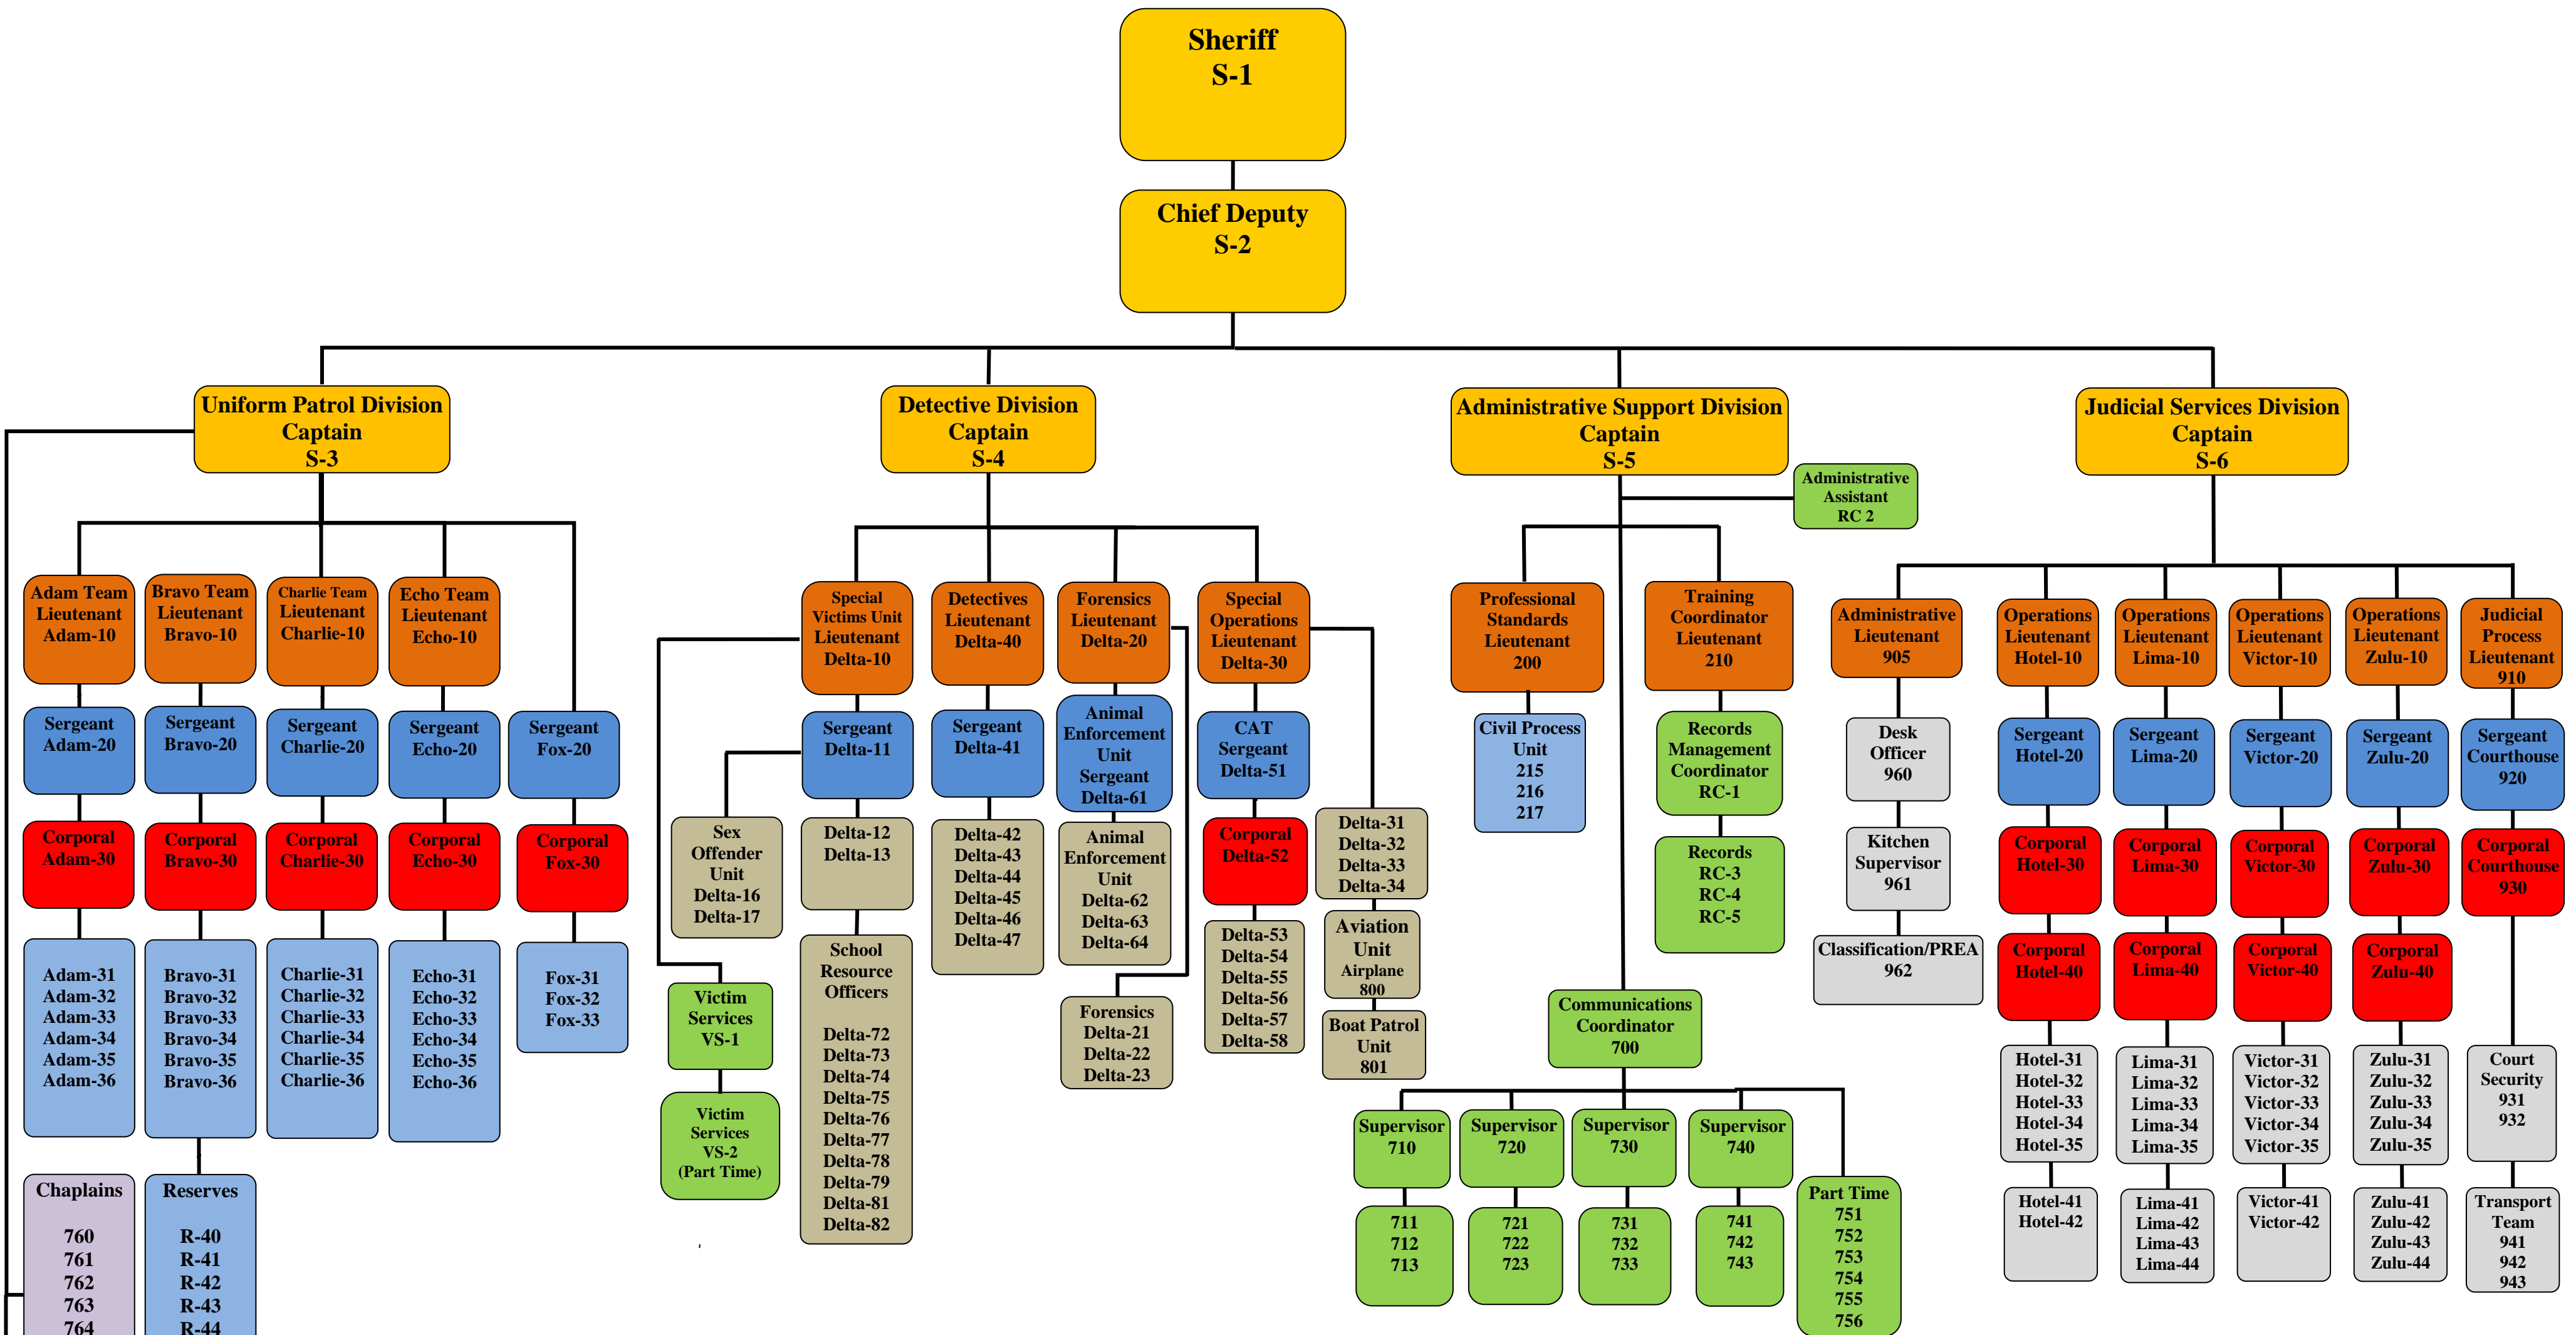 Sheriff
S-1
Chief Deputy
S-2
Uniform Patrol Division
Captain
S-3
Detective Division
Captain
S-4
Administrative Support Division
Captain
S-5
Judicial Services Division
Captain
S-6
Administrative
Assistant
RC 2
Adam Team
Lieutenant
Adam-10
Bravo Team
Lieutenant
Bravo-10
Charlie Team
Lieutenant
Charlie-10
Echo Team
Lieutenant
Echo-10
Sergeant
Adam-20
Sergeant
Bravo-20
Sergeant
Charlie-20
Sergeant
Echo-20
Sergeant
Fox-20
Corporal
Adam-30
Corporal
Bravo-30
Corporal
Charlie-30
Corporal
Echo-30
Corporal
Fox-30
Adam-31
Adam-32
Adam-33
Adam-34
Adam-35
Adam-36
Bravo-31
Bravo-32
Bravo-33
Bravo-34
Bravo-35
Bravo-36
Charlie-31
Charlie-32
Charlie-33
Charlie-34
Charlie-35
Charlie-36
Echo-31
Echo-32
Echo-33
Echo-34
Echo-35
Echo-36
Fox-31
Fox-32
Fox-33
Chaplains
760
761
762
763
764
Reserves
R-40
R-41
R-42
R-43
R-44
Special
Victims Unit
Lieutenant
Delta-10
Detectives
Lieutenant
Delta-40
Forensics
Lieutenant
Delta-20
Special
Operations
Lieutenant
Delta-30
Sergeant
Delta-11
Sergeant
Delta-41
Animal
Enforcement
Unit
Sergeant
Delta-61
CAT
Sergeant
Delta-51
Sex
Offender
Unit
Delta-16
Delta-17
Delta-12
Delta-13
Delta-42
Delta-43
Delta-44
Delta-45
Delta-46
Delta-47
Animal
Enforcement
Unit
Delta-62
Delta-63
Delta-64
Corporal
Delta-52
Delta-31
Delta-32
Delta-33
Delta-34
Victim
Services
VS-1
Victim
Services
VS-2
(Part Time)
School
Resource
Officers
Delta-72
Delta-73
Delta-74
Delta-75
Delta-76
Delta-77
Delta-78
Delta-79
Delta-81
Delta-82
Forensics
Delta-21
Delta-22
Delta-23
Delta-53
Delta-54
Delta-55
Delta-56
Delta-57
Delta-58
Aviation
Unit
Airplane
800
Boat Patrol
Unit
801
Professional
Standards
Lieutenant
200
Training
Coordinator
Lieutenant
210
Civil Process
Unit
215
216
217
Records
Management
Coordinator
RC-1
Records
RC-3
RC-4
RC-5
Communications
Coordinator
700
Supervisor
710
Supervisor
720
Supervisor
730
Supervisor
740
711
712
713
721
722
723
731
732
733
741
742
743
Part Time
751
752
753
754
755
756
Administrative
Lieutenant
905
Operations
Lieutenant
Hotel-10
Operations
Lieutenant
Lima-10
Operations
Lieutenant
Victor-10
Operations
Lieutenant
Zulu-10
Judicial
Process
Lieutenant
910
Desk
Officer
960
Sergeant
Hotel-20
Sergeant
Lima-20
Sergeant
Victor-20
Sergeant
Zulu-20
Sergeant
Courthouse
920
Kitchen
Supervisor
961
Corporal
Hotel-30
Corporal
Lima-30
Corporal
Victor-30
Corporal
Zulu-30
Corporal
Courthouse
930
Classification/PREA
962
Corporal
Hotel-40
Corporal
Lima-40
Corporal
Victor-40
Corporal
Zulu-40
Hotel-31
Hotel-32
Hotel-33
Hotel-34
Hotel-35
Lima-31
Lima-32
Lima-33
Lima-34
Lima-35
Victor-31
Victor-32
Victor-33
Victor-34
Victor-35
Zulu-31
Zulu-32
Zulu-33
Zulu-34
Zulu-35
Court
Security
931
932
Hotel-41
Hotel-42
Lima-41
Lima-42
Lima-43
Lima-44
Victor-41
Victor-42
Zulu-41
Zulu-42
Zulu-43
Zulu-44
Transport
Team
941
942
943